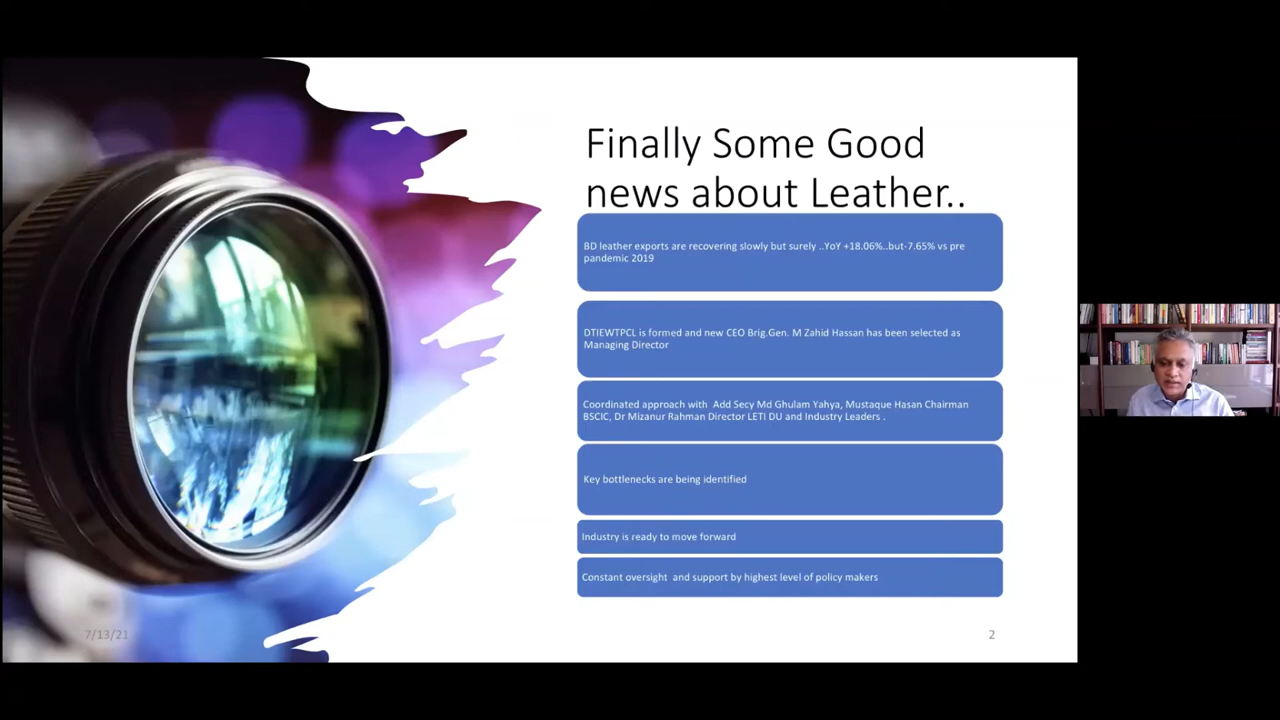 Finally Some Good
news about Leather..
BD leather exports are recovering slowly but surely ..YoY +18.06%..but-7.65% vs pre
pandemic 2019
DTIEWTPCL is formed and new CEO Brig.Gen. M Zahid Hassan has been selected as
Managing Director
Coordinated approach with Add Secy Md Ghulam Yahya, Mustaque Hasan Chairman
BSCIC, Dr Mizanur Rahman Director LETI DU and Industry Leaders .
Key bottlenecks are being identified
Industry is ready to move forward
Constant oversight and support by highest level of policy makers
7/13/21
2